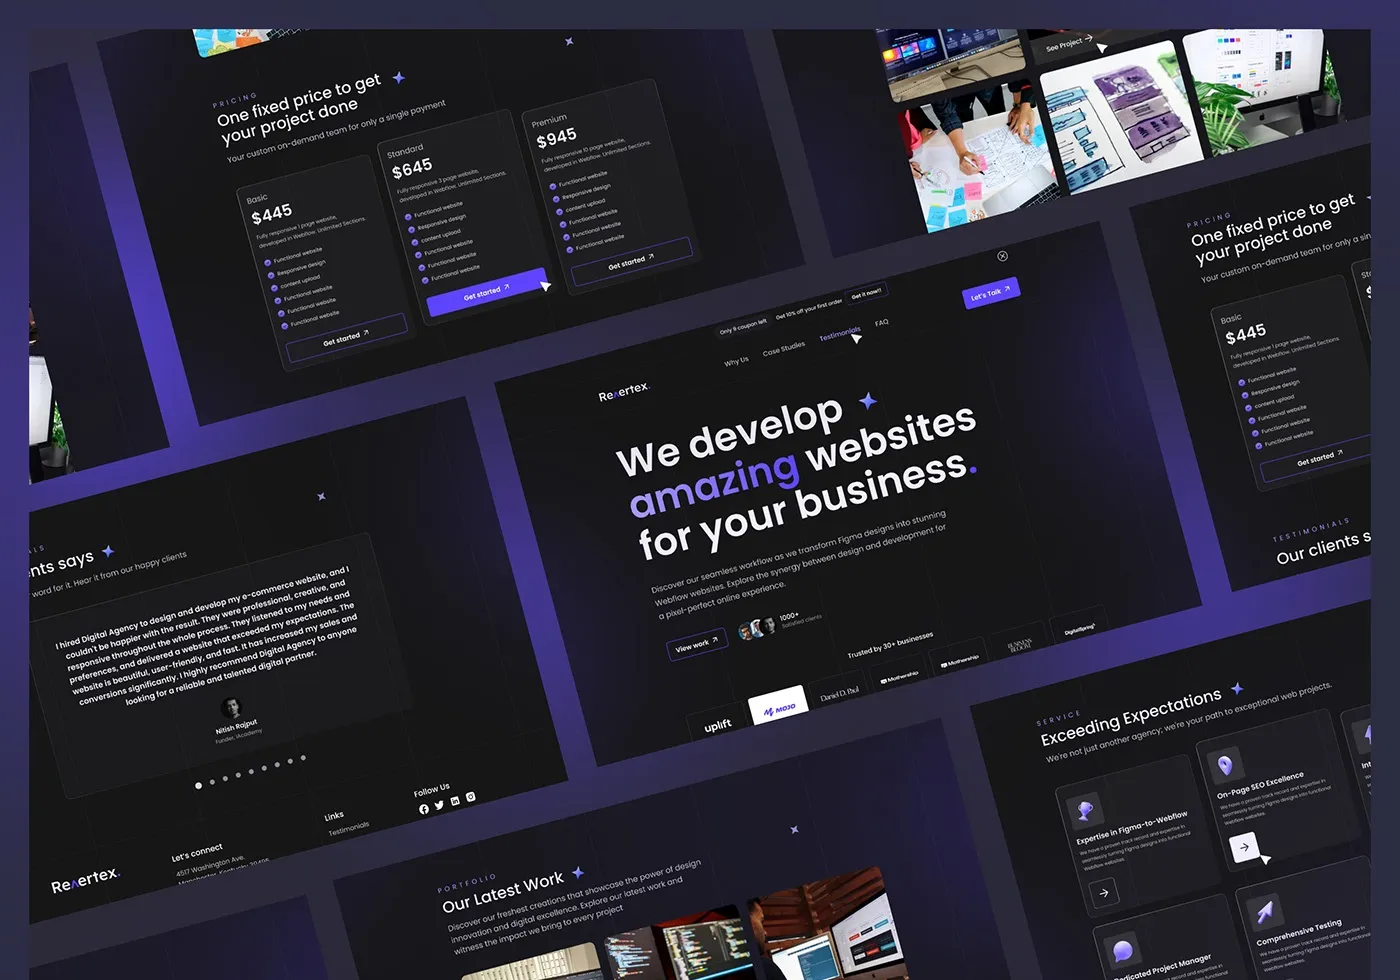 PRICING
One fixed price to get
your project done
Your custom on-demand team for only a single payment
Basic
$445
Fully responsive 1 page website,
developed in Webflow. Unlimited Sections.
Functional website
Responsive design
content upload
Functional website
Functional website
Functional website
Get started
Standard
$645
Fully responsive 3 page website,
developed in Webflow. Unlimited Sections.
Functional website
Responsive design
content upload
Functional website
Functional website
Functional website
Get started
Premium
$945
Fully responsive 10 page website,
developed in Webflow. Unlimited Sections.
Functional website
Responsive design
content upload
Functional website
Functional website
Functional website
Get started
See Project
PRICING
One fixed price to get
your project done
Your custom on-demand team for only a sin
Basic
$445
Fully responsive 1 page website,
developed in Webflow. Unlimited Sections.
Functional website
Responsive design
content upload
Functional website
Functional website
Functional website
Get started
TESTIMONIALS
Our clients s
Only 9 coupon left
Get 10% off your first order
Get it now!!
Let's Talk
Why Us
Case Studies
Testimonials
FAQ
Revertex.
We develop
amazing websites
for your business.
Discover our seamless workflow as we transform Figma designs into stunning
Webflow websites. Explore the synergy between design and development for
a pixel-perfect online experience.
View work
1000+
Satisfied clients
Trusted by 30+ businesses
uplift
MOJO
Daniel D. Paul
Mothership
Mothership
BUSINESS
BLOOM
DigitalSpring
ALS
nts says
word for it. Hear it from our happy clients
I hired Digital Agency to design and develop my e-commerce website, and I
couldn't be happier with the result. They were professional, creative, and
responsive throughout the whole process. They listened to my needs and
preferences, and delivered a website that exceeded my expectations. The
website is beautiful, user-friendly, and fast. It has increased my sales and
conversions significantly. I highly recommend Digital Agency to anyone
looking for a reliable and talented digital partner.
Nitish Rajput
Funder, iAcademy
Revertex.
Let's connect
4517 Washington Ave.
Manchester, Kentucky 39495
Links
Testimonials
Follow Us
PORTFOLIO
Our Latest Work
Discover our freshest creations that showcase the power of design
innovation and digital excellence. Explore our latest work and
witness the impact we bring to every project
SERVICE
Exceeding Expectations
We're not just another agency; we're your path to exceptional web projects.
Expertise in Figma-to-Webflow
We have a proven track record and expertise in
seamlessly turning Figma designs into functional
Webflow websites.
On-Page SEO Excellence
We have a proven track record and expertise in
seamlessly turning Figma designs into functional
Webflow websites.
Int
Dedicated Project Manager
Comprehensive Testing
We have a proven track record and expertise in
seamlessly turning Figma designs into functional